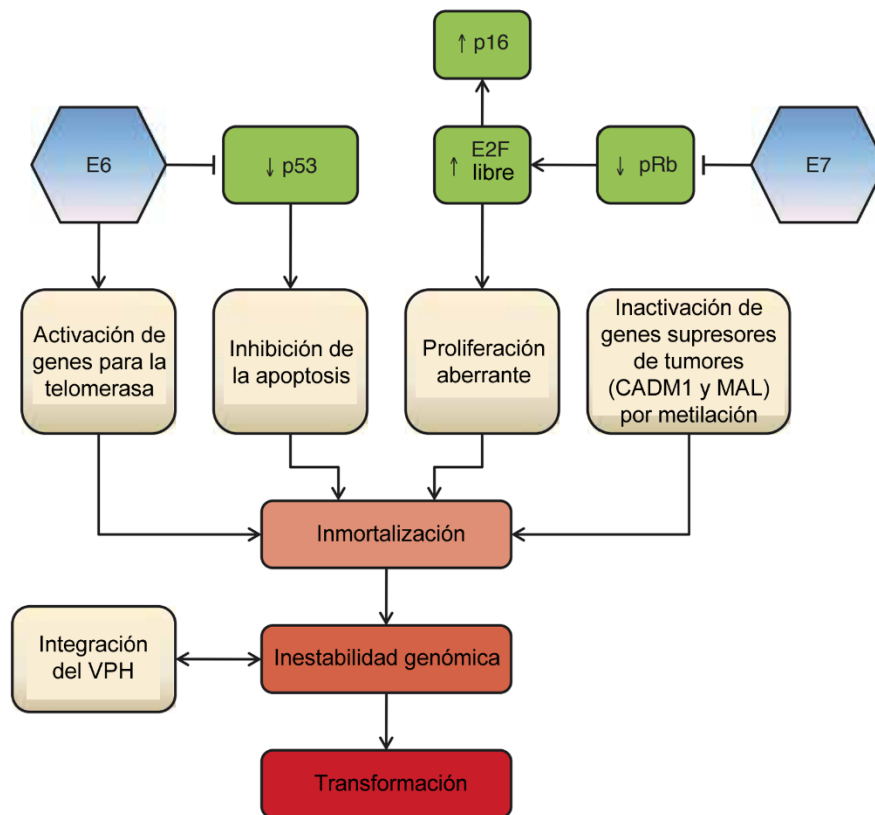 ↑ p16
E6
↓ p53
↑ E2F
libre
↓ pRb
E7
Activación de
genes para la
telomerasa
Inhibición de
la apoptosis
Proliferación
aberrante
Inactivación de
genes supresores
de tumores
(CADM1 y MAL)
por metilación
Inmortalización
Integración
del VPH
Inestabilidad genómica
Transformación